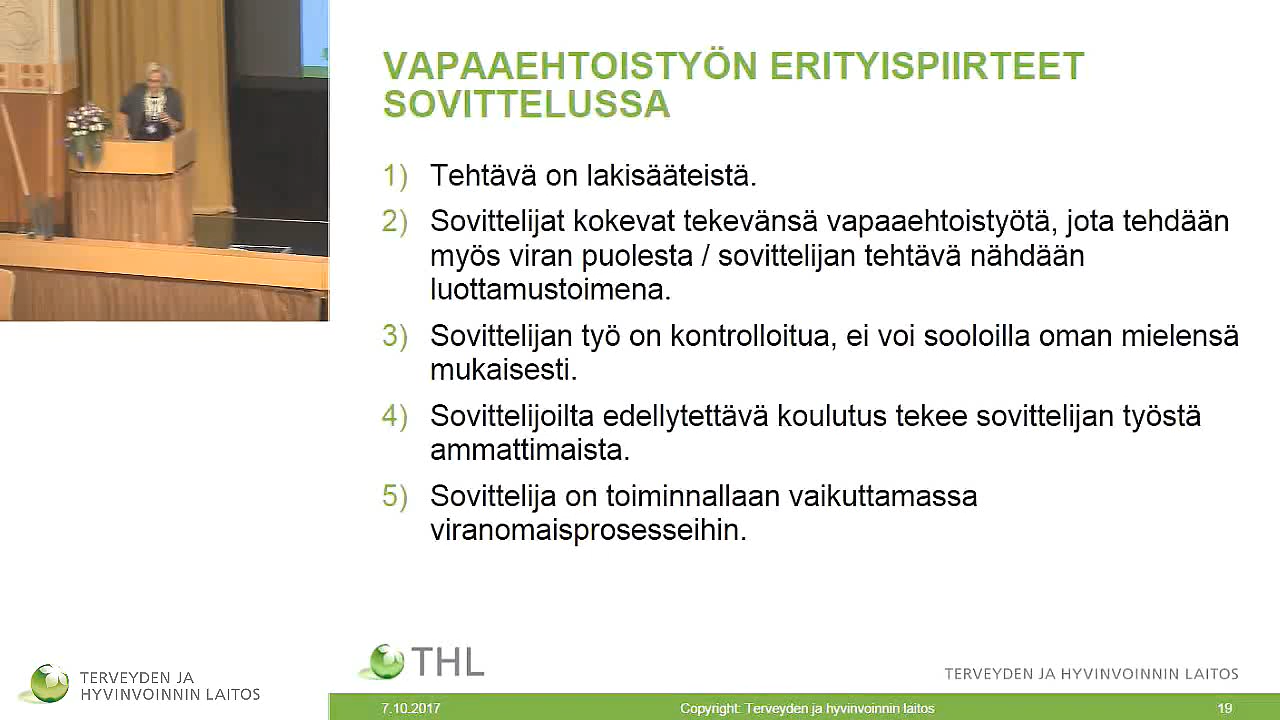 VAPAAEHTOISTYÖN ERITYISPIIRTEET
SOVITTELUSSA
1) Tehtävä on lakisääteistä.
2) Sovittelijat kokevat tekevänsä vapaaehtoistyötä, jota tehdään
myös viran puolesta / sovittelijan tehtävä nähdään
luottamustoimena.
3) Sovittelijan työ on kontrolloitua, ei voi sooloilla oman mielensä
mukaisesti.
4) Sovittelijoilta edellytettävä koulutus tekee sovittelijan työstä
ammattimaista.
5) Sovittelija on toiminnallaan vaikuttamassa
viranomaisprosesseihin.
TERVEYDEN JA
HYVINVOINNIN LAITOS
THL
TERVEYDEN JA HYVINVOINNIN LAITOS
7.10.2017
Copyright: Terveyden ja hyvinvoinnin laitos
19